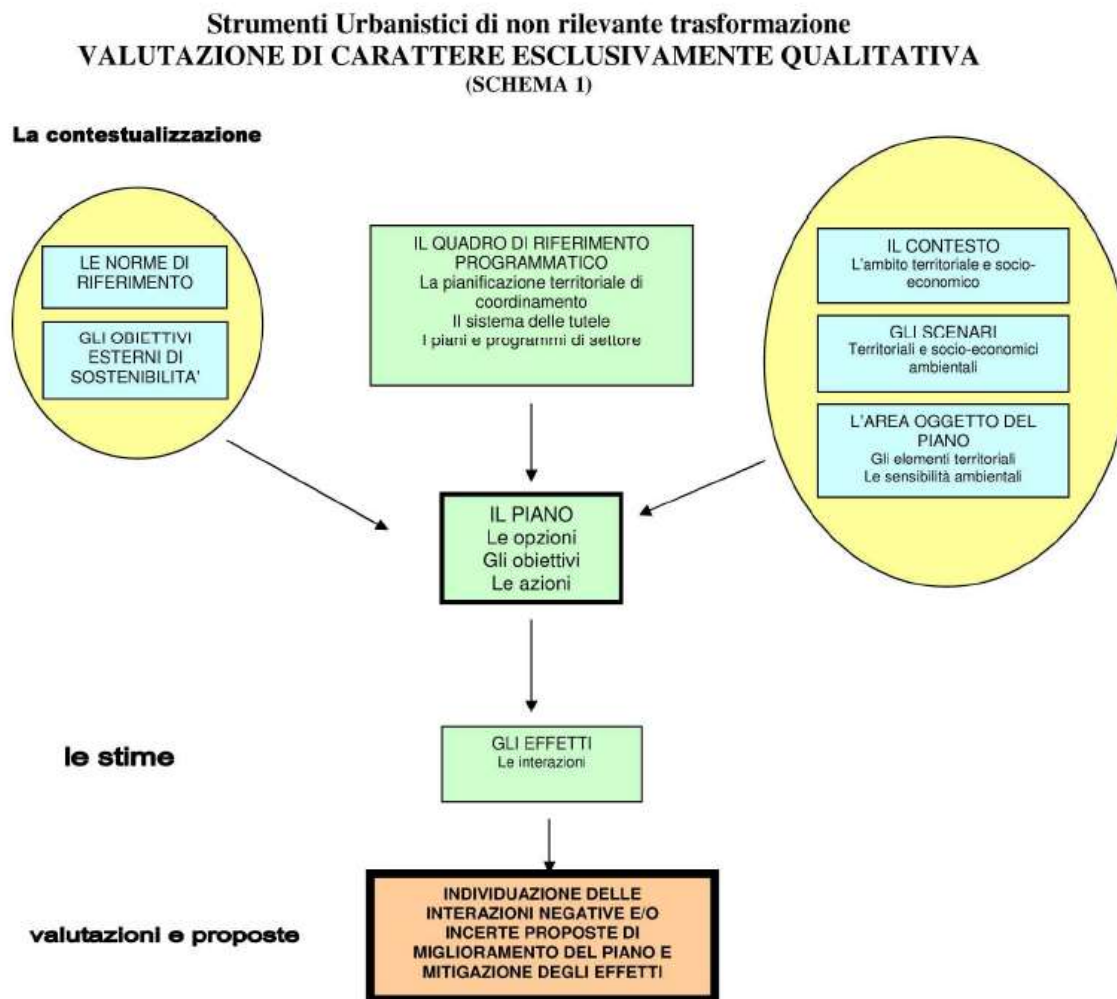 Strumenti Urbanistici di non rilevante trasformazione
VALUTAZIONE DI CARATTERE ESCLUSIVAMENTE QUALITATIVA
(SCHEMA 1)
La contestualizzazione
LE NORME DI
RIFERIMENTO
GLI OBIETTIVI
ESTERNI DI
SOSTENIBILITA'
IL QUADRO DI RIFERIMENTO
PROGRAMMATICO
La pianificazione territoriale di
coordinamento
Il sistema delle tutele
I piani e programmi di settore
IL CONTESTO
L'ambito territoriale e socio-
economico
GLI SCENARI
Territoriali e socio-economici
ambientali
L'AREA OGGETTO DEL
PIANO
Gli elementi territoriali
Le sensibilità ambientali
IL PIANO
Le opzioni
Gli obiettivi
Le azioni
le stime
GLI EFFETTI
Le interazioni
valutazioni e proposte
INDIVIDUAZIONE DELLE
INTERAZIONI NEGATIVE E/O
INCERTE PROPOSTE DI
MIGLIORAMENTO DEL PIANO E
MITIGAZIONE DEGLI EFFETTI